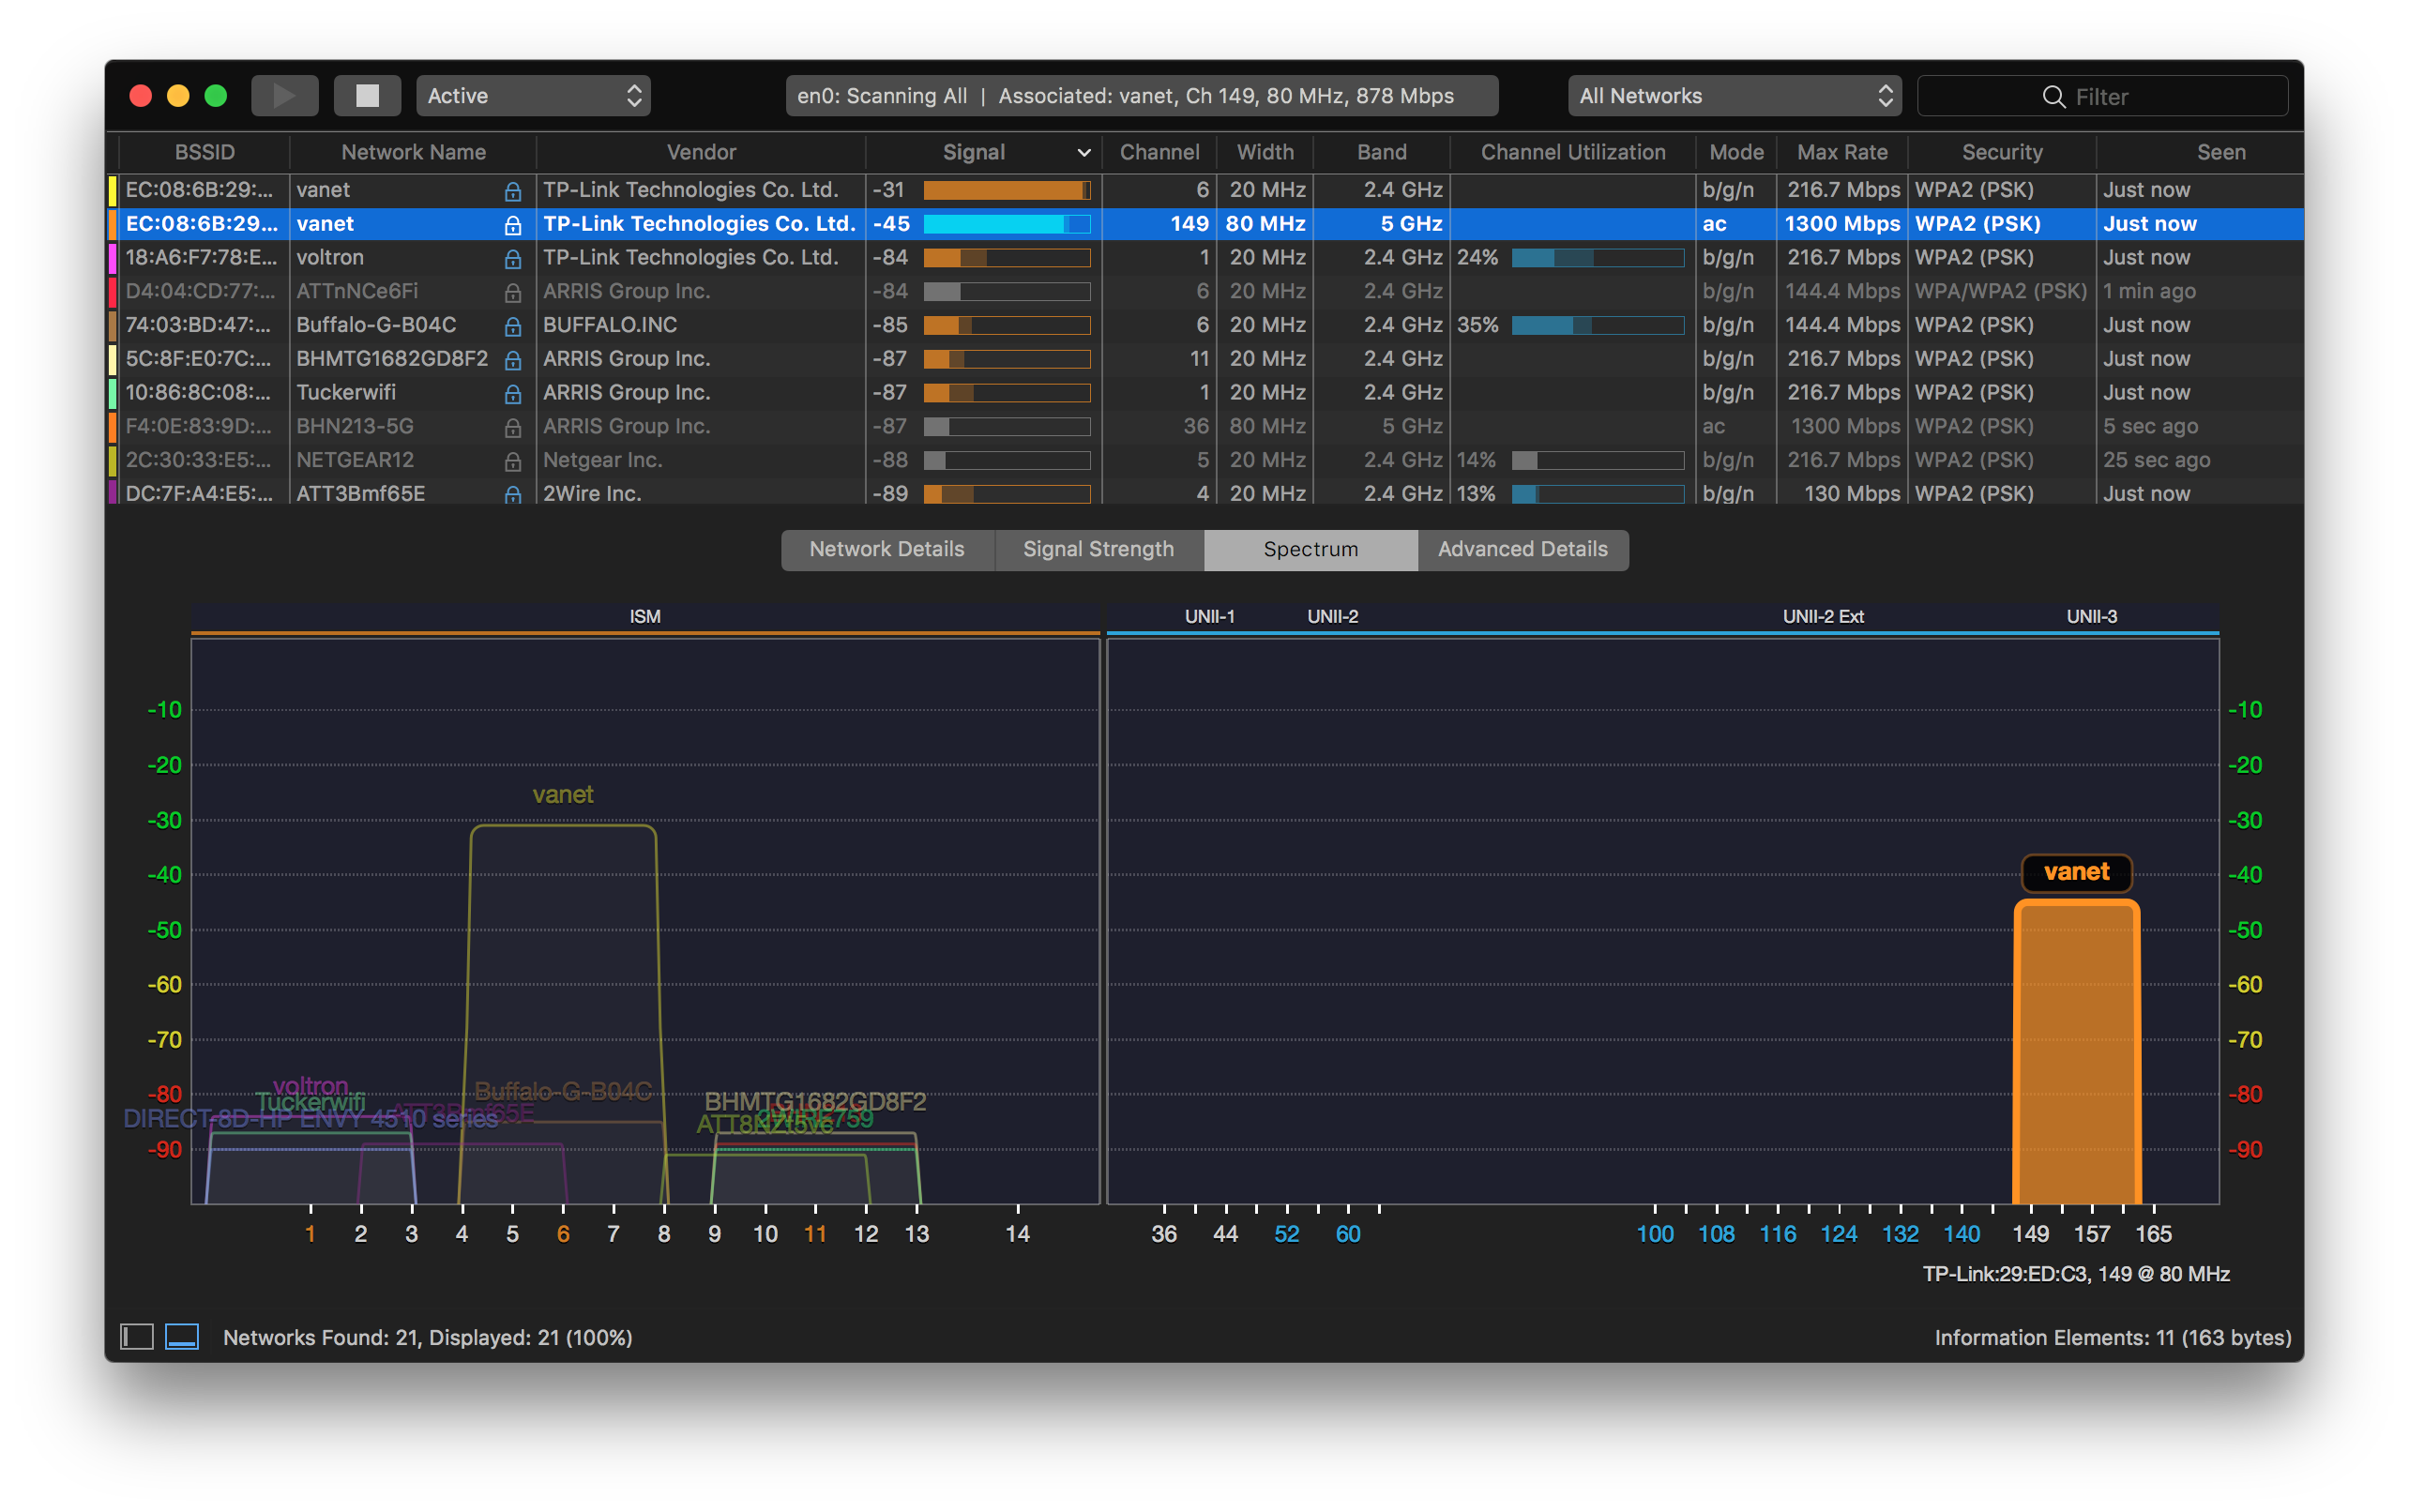 Active
en0: Scanning All | Associated: vanet, Ch 149, 80 MHz, 878 Mbps
All Networks
Filter
BSSID Network Name Vendor Signal Channel Width Band Channel Utilization Mode Max Rate Security Seen
EC:08:6B:29:... vanet TP-Link Technologies Co. Ltd. -31 6 20 MHz 2.4 GHz b/g/n 216.7 Mbps WPA2 (PSK) Just now
EC:08:6B:29... vanet TP-Link Technologies Co. Ltd. -45 149 80 MHz 5 GHz ac 1300 Mbps WPA2 (PSK) Just now
18:A6:F7:78:E... voltron TP-Link Technologies Co. Ltd. -84 1 20 MHz 2.4 GHz 24% b/g/n 216.7 Mbps WPA2 (PSK) Just now
D4:04:CD:77:... ATTnNCe6Fi ARRIS Group Inc. -84 6 20 MHz 2.4 GHz b/g/n 144.4 Mbps WPA/WPA2 (PSK) 1 min ago
74:03:BD:47:... Buffalo-G-B04C BUFFALO.INC -85 6 20 MHz 2.4 GHz 35% b/g/n 144.4 Mbps WPA2 (PSK) Just now
5C:8F:E0:7C:... BHMTG1682GD8F2 ARRIS Group Inc. -87 11 20 MHz 2.4 GHz b/g/n 216.7 Mbps WPA2 (PSK) Just now
10:86:8C:08:... Tuckerwifi ARRIS Group Inc. -87 1 20 MHz 2.4 GHz b/g/n 216.7 Mbps WPA2 (PSK) Just now
F4:0E:83:9D:... BHN213-5G ARRIS Group Inc. -87 36 80 MHz 5 GHz ac 1300 Mbps WPA2 (PSK) 5 sec ago
2C:30:33:E5:... NETGEAR12 Netgear Inc. -88 5 20 MHz 2.4 GHz 14% b/g/n 216.7 Mbps WPA2 (PSK) 25 sec ago
DC:7F:A4:E5:... ATT3Bmf65E 2Wire Inc. -89 4 20 MHz 2.4 GHz 13% b/g/n 130 Mbps WPA2 (PSK) Just now
Network Details Signal Strength Spectrum Advanced Details
ISM UNII-1 UNII-2 UNII-2 Ext UNII-3
-10 -10
-20 -20
vanet
-30 -30
-40 vanet -40
-50 -50
-60 -60
-70 -70
voltron Buffalo-G-B04C
-80 -80
Tuckerwifi ATT3Bmf65E BHMTG1682GD8F2
DIRECT-8D-HP ENVY 4510 series
-90 -90
1 2 3 4 5 6 7 8 9 10 11 12 13 14 36 44 52 60 100 108 116 124 132 140 149 157 165
TP-Link:29:ED:C3, 149 @ 80 MHz
Networks Found: 21, Displayed: 21 (100%)
Information Elements: 11 (163 bytes)